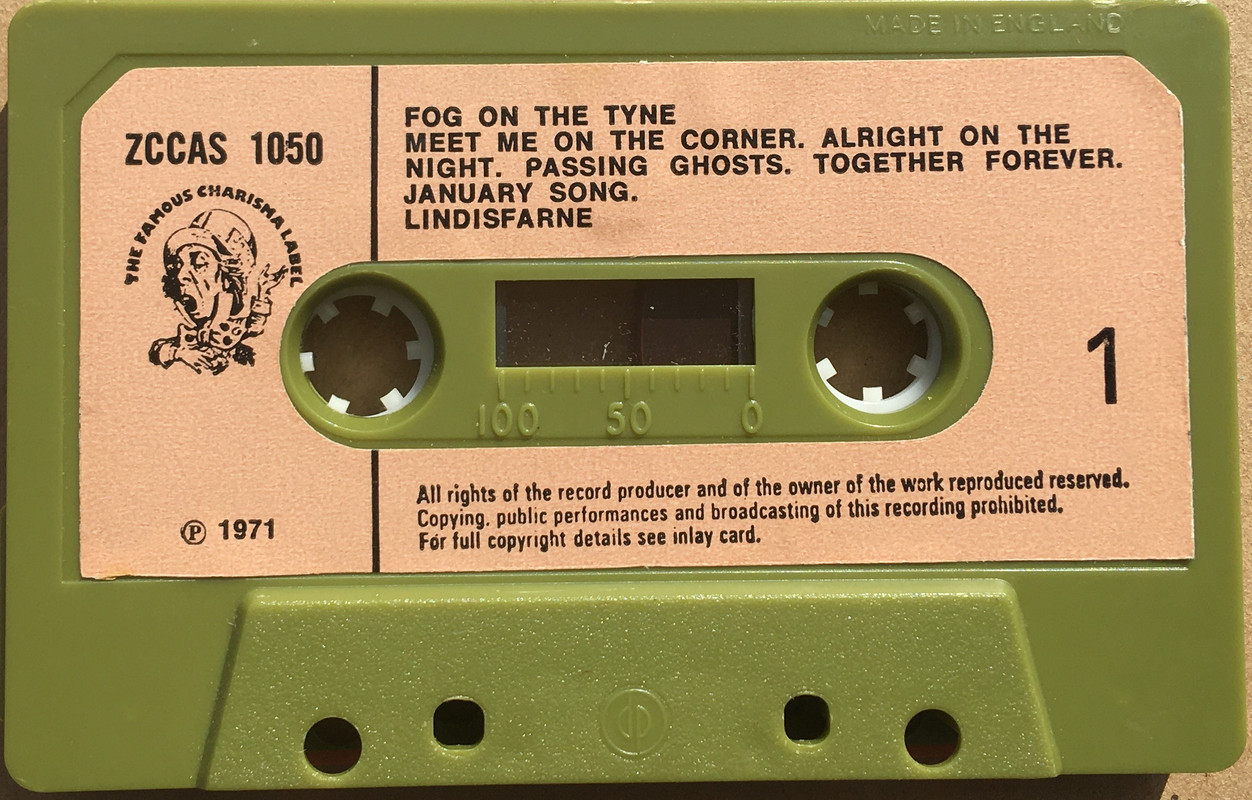 MADE IN ENGLAND
ZCCAS 1050
THE FAMOUS CHARISMA LABEL
FOG ON THE TYNE
MEET ME ON THE CORNER. ALRIGHT ON THE
NIGHT. PASSING GHOSTS. TOGETHER FOREVER.
JANUARY SONG.
LINDISFARNE
1
100 50 0
All rights of the record producer and of the owner of the work reproduced reserved.
Copying, public performances and broadcasting of this recording prohibited.
For full copyright details see inlay card.
Ⓟ 1971